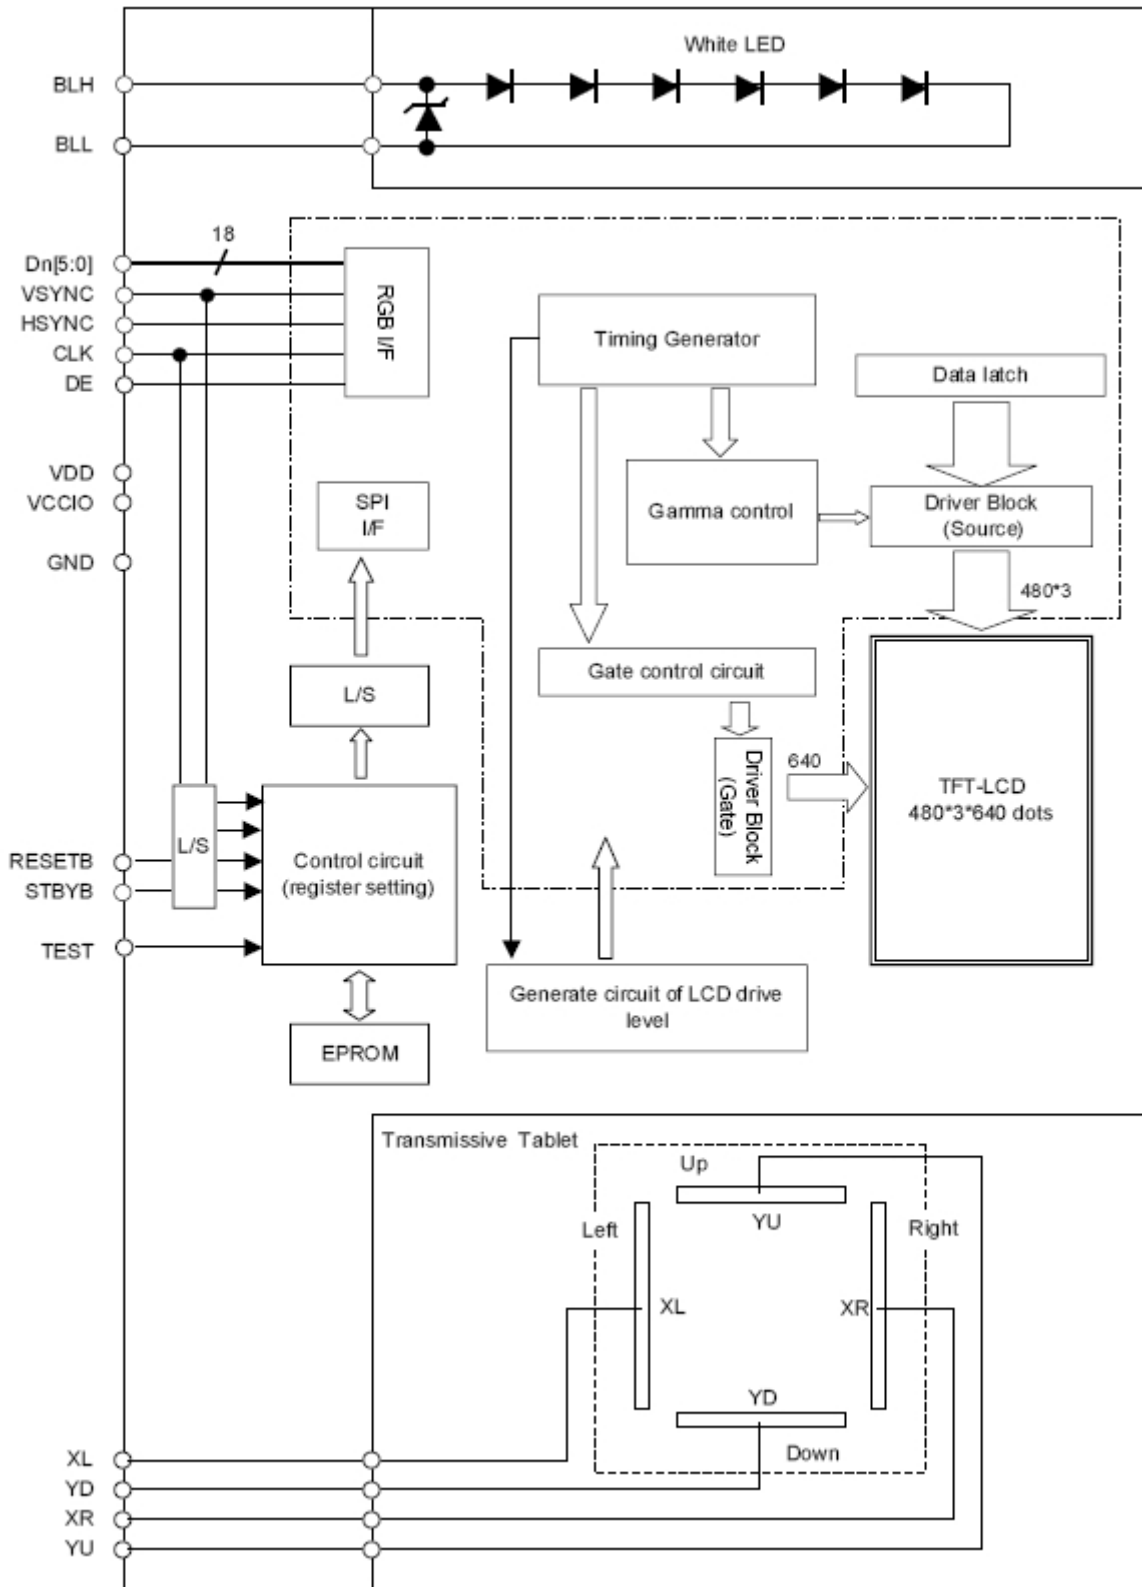 White LED
BLH
BLL
18
Dn[5:0]
VSYNC
HSYNC
CLK
DE
RGB I/F
Timing Generator
Data latch
VDD
VCCIO
GND
SPI
I/F
Gamma control
Driver Block
(Source)
480*3
L/S
Gate control circuit
Driver Block
(Gate)
640
TFT-LCD
480*3*640 dots
L/S
RESETB
STBYB
TEST
Control circuit
(register setting)
Generate circuit of LCD drive
level
EPROM
Transmissive Tablet
Up
YU
Left
Right
XL
XR
YD
Down
XL
YD
XR
YU